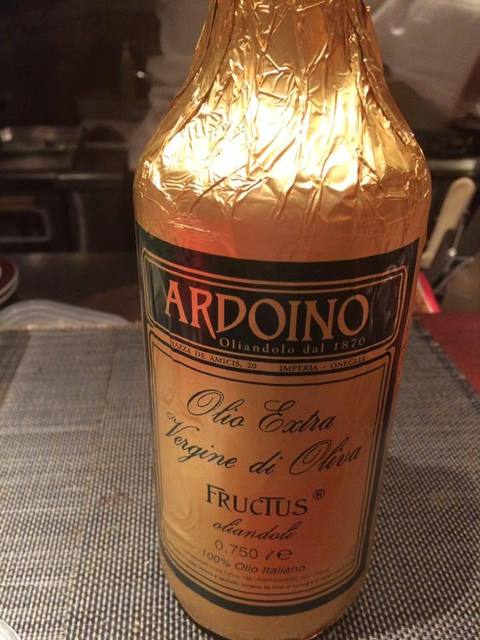 ARDOINO®
Oliandolo dal 1870
PIAZZA DE AMICIS, 20 IMPERIA - ONEGLIA
Olio Extra
Vergine di Oliva
FRUCTUS®
oliandoli
0,750 ℓ e
100% Olio Italiano